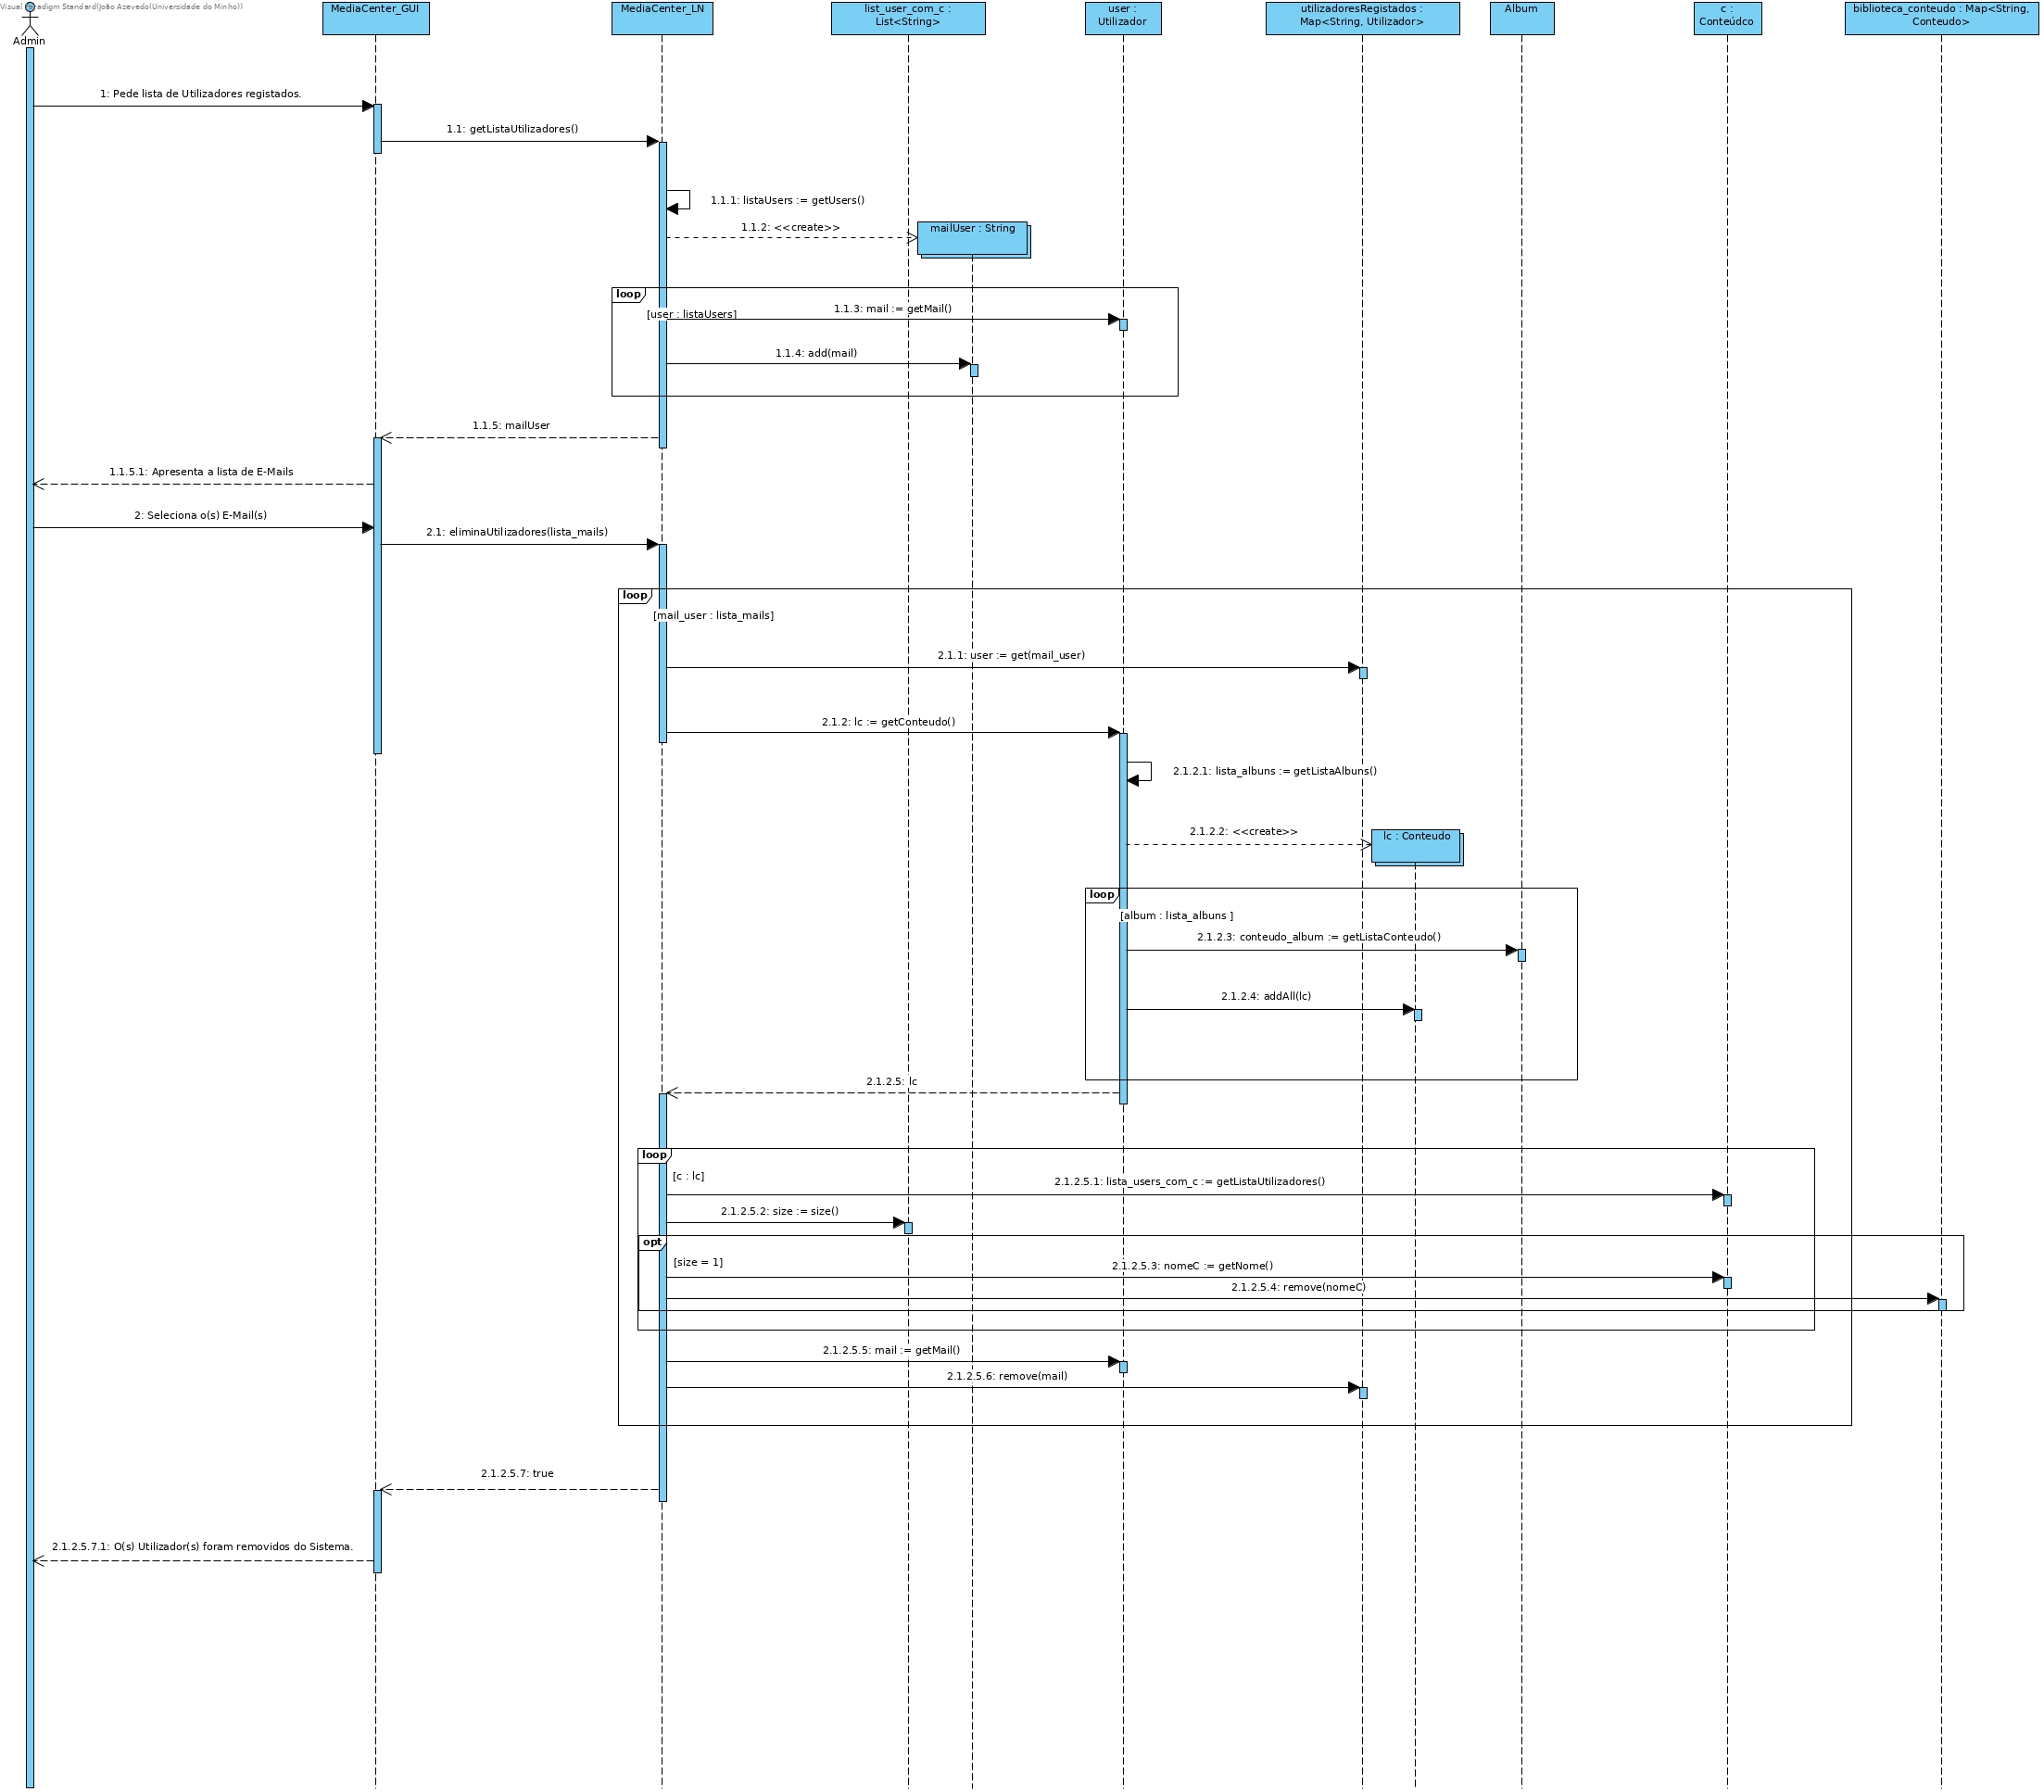 Visual Paradigm Standard(João Azevedo(Universidade do Minho))
Admin
MediaCenter_GUI
MediaCenter_LN
list_user_com_c :
List<String>
user :
Utilizador
utilizadoresRegistados :
Map<String, Utilizador>
Album
c :
Conteúdco
biblioteca_conteudo : Map<String,
Conteudo>
1: Pede lista de Utilizadores registados.
1.1: getListaUtilizadores()
1.1.1: listaUsers := getUsers()
1.1.2: <<create>>
mailUser : String
loop
[user : listaUsers]
1.1.3: mail := getMail()
1.1.4: add(mail)
1.1.5: mailUser
1.1.5.1: Apresenta a lista de E-Mails
2: Seleciona o(s) E-Mail(s)
2.1: eliminaUtilizadores(lista_mails)
loop
[mail_user : lista_mails]
2.1.1: user := get(mail_user)
2.1.2: lc := getConteudo()
2.1.2.1: lista_albuns := getListaAlbuns()
2.1.2.2: <<create>>
lc : Conteudo
loop
[album : lista_albuns ]
2.1.2.3: conteudo_album := getListaConteudo()
2.1.2.4: addAll(lc)
2.1.2.5: lc
loop
[c : lc]
2.1.2.5.1: lista_users_com_c := getListaUtilizadores()
2.1.2.5.2: size := size()
opt
[size = 1]
2.1.2.5.3: nomeC := getNome()
2.1.2.5.4: remove(nomeC)
2.1.2.5.5: mail := getMail()
2.1.2.5.6: remove(mail)
2.1.2.5.7: true
2.1.2.5.7.1: O(s) Utilizador(s) foram removidos do Sistema.